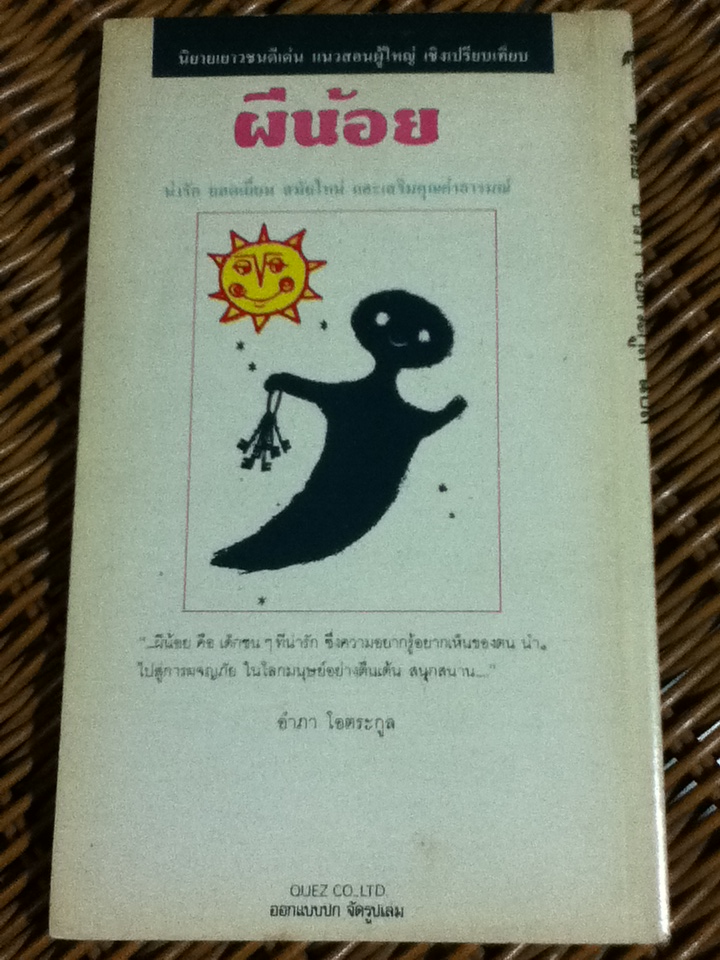 นิยายเยาวชนดีเด่น แนวสอนผู้ใหญ่ เชิงเปรียบเทียบ
ผีน้อย
น่ารัก ยอดเยี่ยม สมัยใหม่ และเสริมคุณค่าอารมณ์
"...ผีน้อย คือ เด็กซน ๆ ที่น่ารัก ซึ่งความอยากรู้อยากเห็นของตน นำ
ไปสู่การผจญภัย ในโลกมนุษย์อย่างตื่นเต้น สนุกสนาน...."
อำภา โอตระกูล
QUEZ CO.,LTD.
ออกแบบปก จัดรูปเล่ม